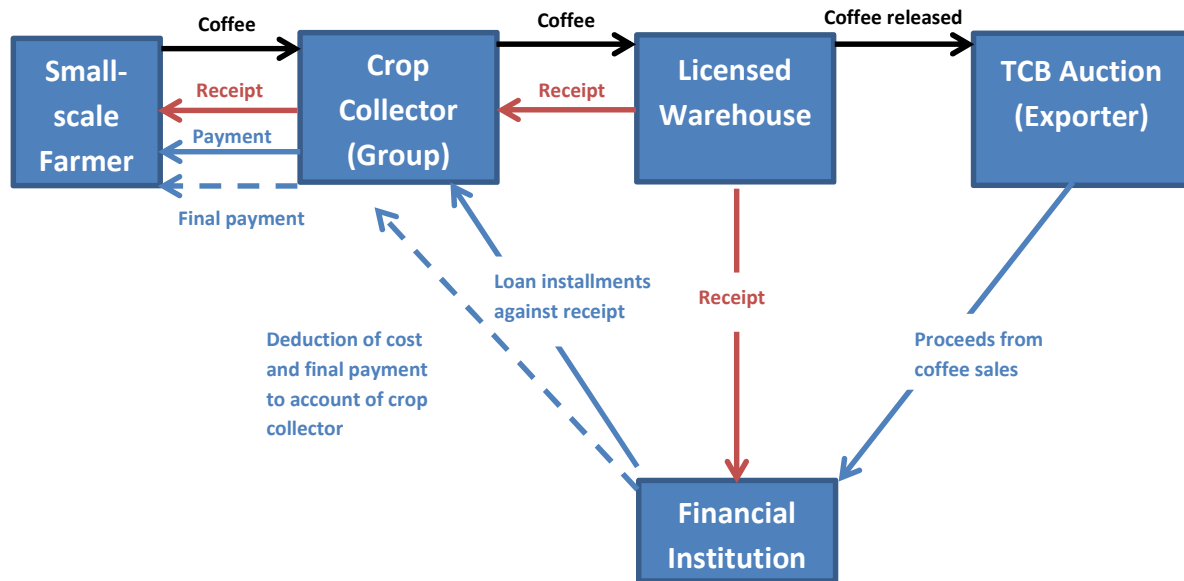 Coffee
Coffee
Coffee released
Small-
scale
Farmer
Receipt
Payment
Final payment
Crop
Collector
(Group)
Receipt
Licensed
Warehouse
TCB Auction
(Exporter)
Loan installments
against receipt
Receipt
Deduction of cost
and final payment
to account of crop
collector
Proceeds from
coffee sales
Financial
Institution